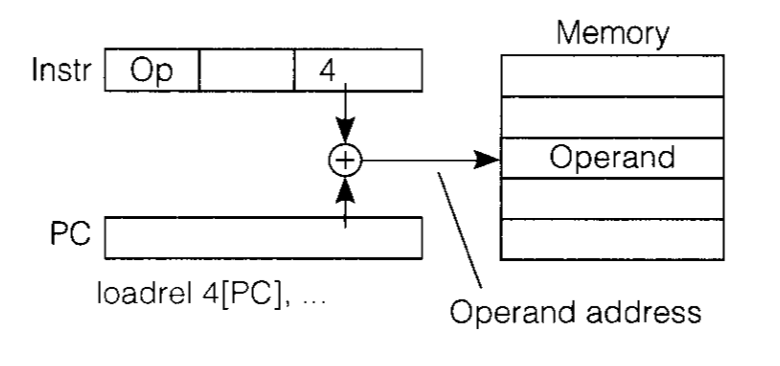 Memory
Instr Op 4
+
Operand
PC
loadrel 4[PC], ...
Operand address